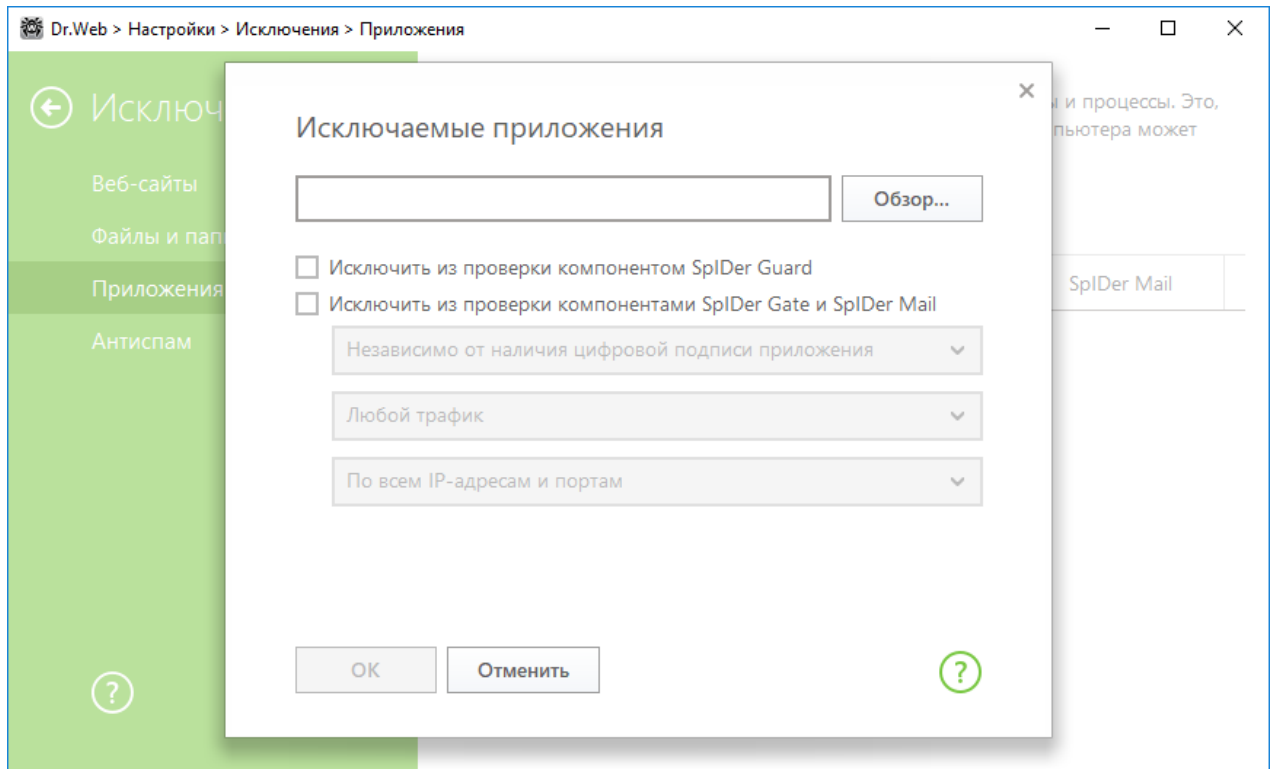 Dr.Web > Настройки > Исключения > Приложения
Исключ
Веб-сайты
Файлы и пап
Приложения
Антиспам
?
и процессы. Это,
пьютера может
SpIDer Mail
Исключаемые приложения
Обзор...
Исключить из проверки компонентом SpIDer Guard
Исключить из проверки компонентами SpIDer Gate и SpIDer Mail
Независимо от наличия цифровой подписи приложения
Любой трафик
По всем IP-адресам и портам
ОК
Отменить
?